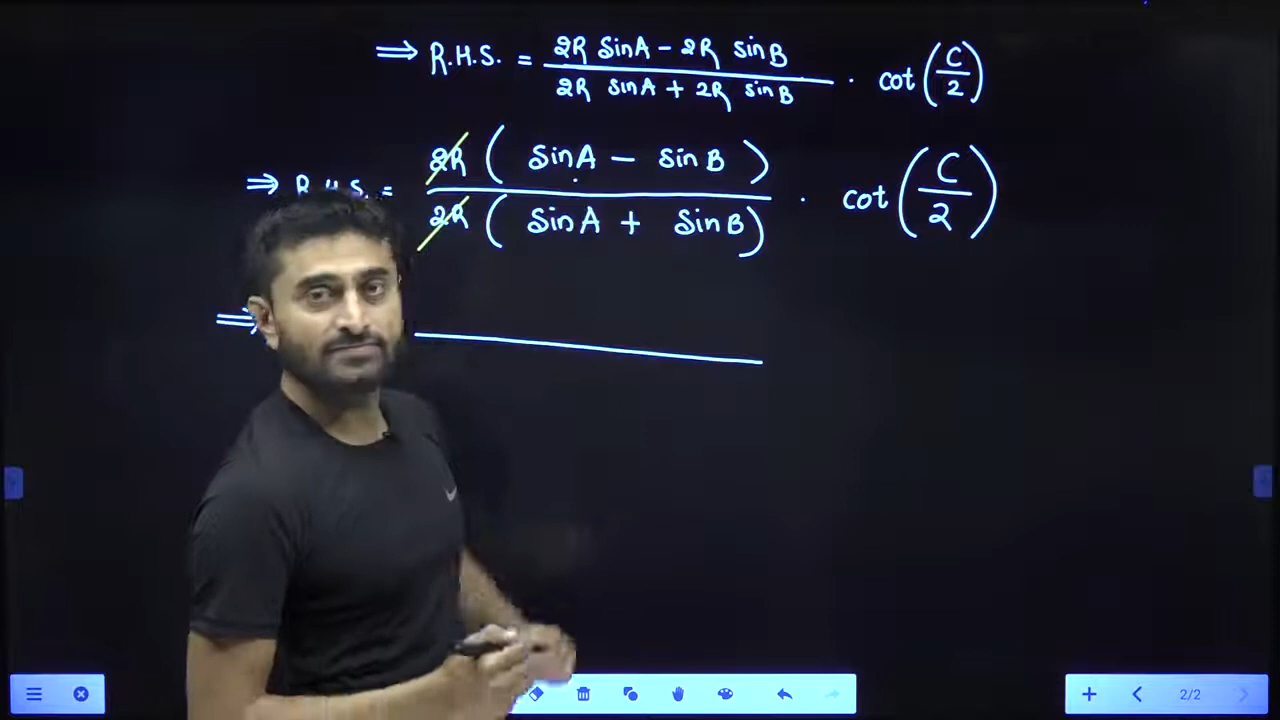 ⇒ R.H.S. = 2R SinA − 2R sinB / 2R sinA + 2R sinB · cot(C/2)
⇒ R.H.S. = 2R ( SinA − sinB ) / 2R ( SinA + SinB ) · cot(C/2)
⇒
2/2